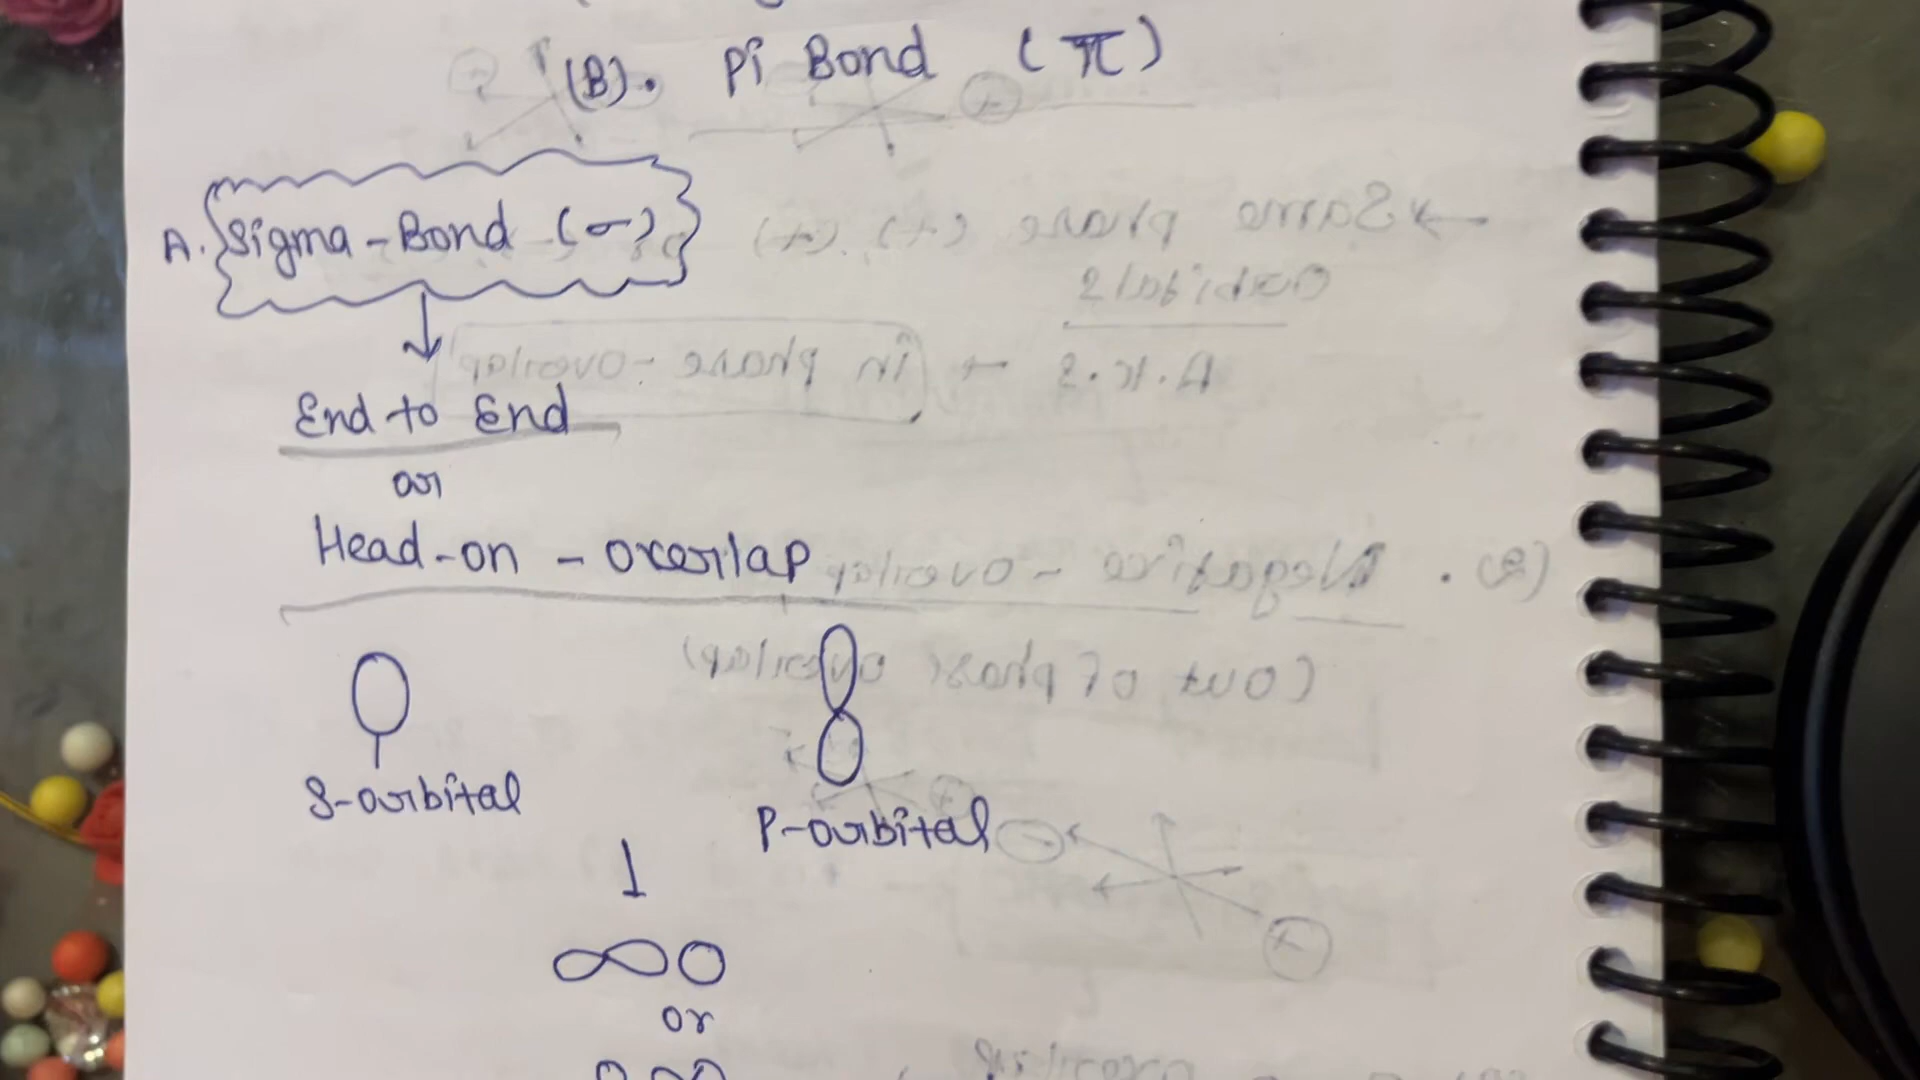 (B). Pi Bond (π)
A. Sigma-Bond (σ)
End to End
or
Head-on - overlap
S-orbital
P-orbital
or